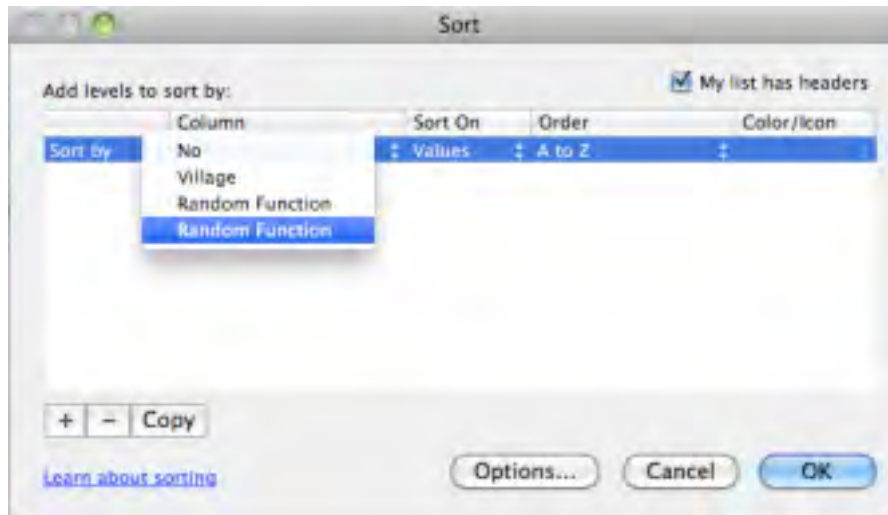 Sort
Add levels to sort by:
My list has headers
Column Sort On Order Color/Icon
Sort by No Values A to Z
Village
Random Function
Random Function
+ - Copy
Learn about sorting
Options... Cancel OK